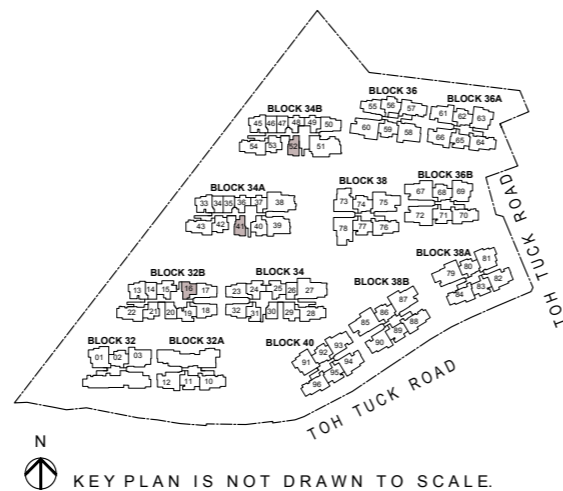 BLOCK 36
55 56 57
60 59 58
BLOCK 36A
61 62 63
66 65 64
BLOCK 34B
45 46 47 48 49 50
54 53 52 51
BLOCK 36B
67 68 69
72 71 70
BLOCK 38
73 74 75
78 77 76
BLOCK 34A
33 34 35 36 37 38
43 42 41 40 39
TOH TUCK ROAD
BLOCK 38A
79 80 81
84 83 82
BLOCK 32B
13 14 15 16 17
22 21 20 19 18
BLOCK 34
23 24 25 26 27
32 31 30 29 28
BLOCK 38B
85 86 87
90 89 88
BLOCK 32
01 02 03
BLOCK 32A
12 11 10
BLOCK 40
91 92 93
96 95 94
TOH TUCK ROAD
N
KEY PLAN IS NOT DRAWN TO SCALE.